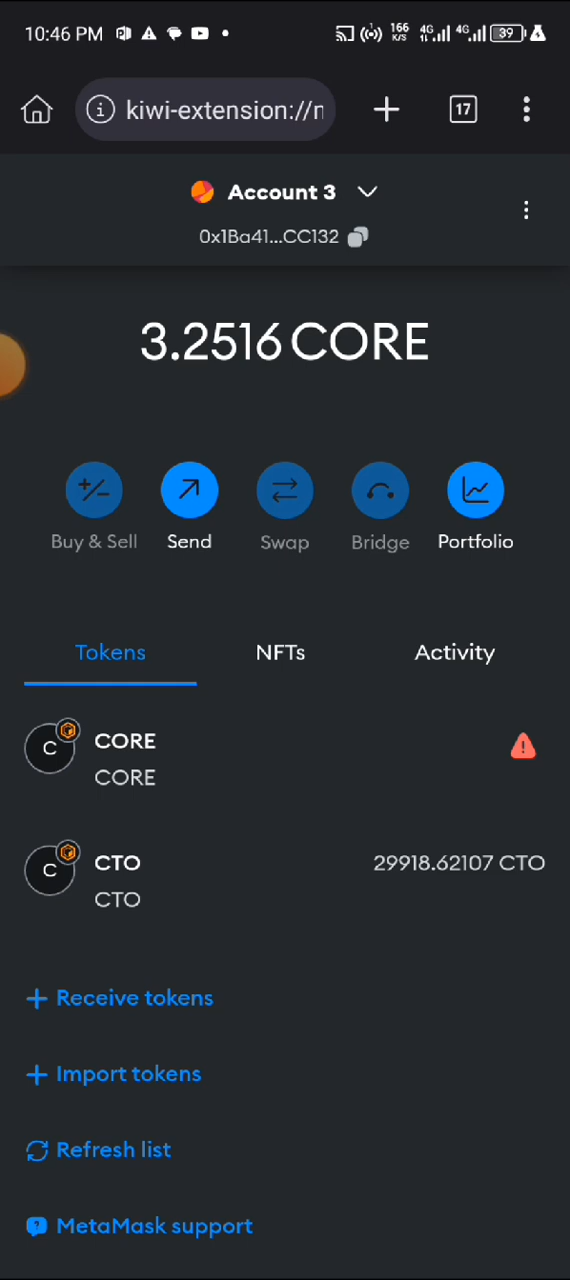 10:46 PM 166 K/S 4G 4G 39
kiwi-extension://n 17
Account 3
0x1Ba41...CC132
3.2516 CORE
Buy & Sell Send Swap Bridge Portfolio
Tokens NFTs Activity
C CORE
CORE
C CTO 29918.62107 CTO
CTO
+ Receive tokens
+ Import tokens
Refresh list
MetaMask support